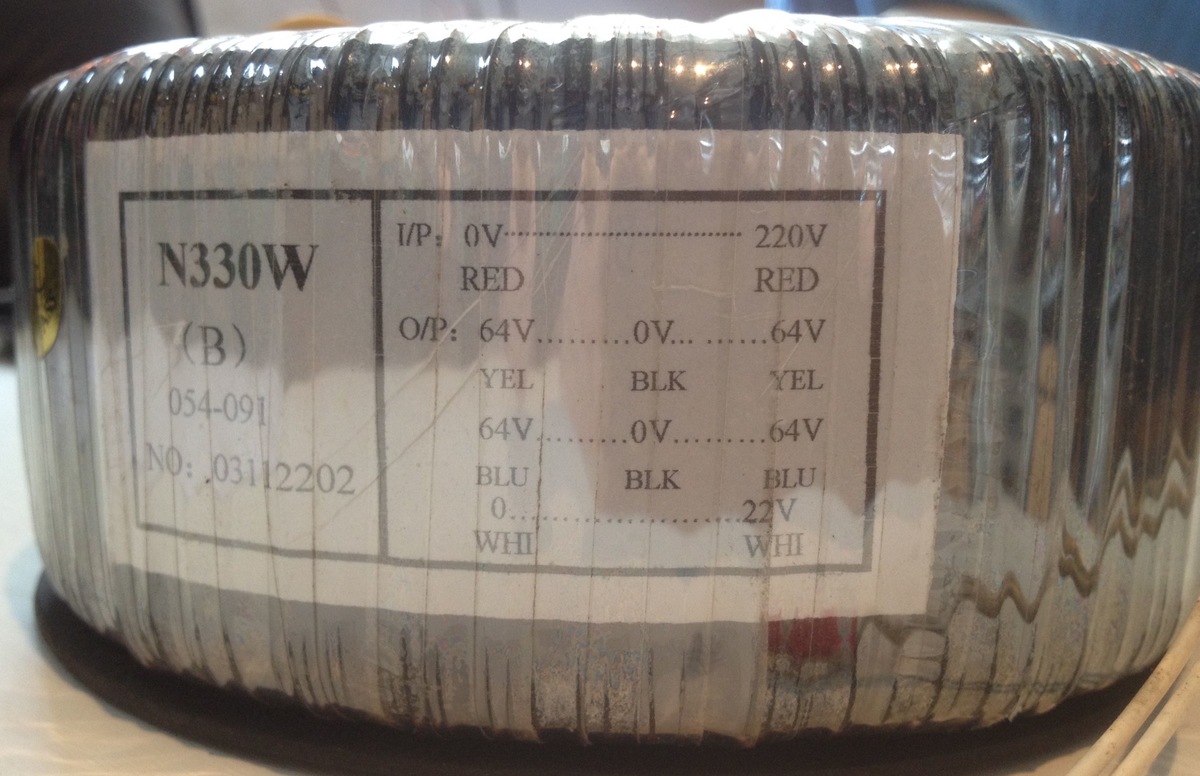 N330W
(B)
054-091
NO: .03112202
I/P: 0V........................................ 220V
RED RED
O/P: 64V.........0V... ......64V
YEL BLK YEL
64V.........0V.........64V
BLU BLK BLU
0..........................22V
WHI WHI